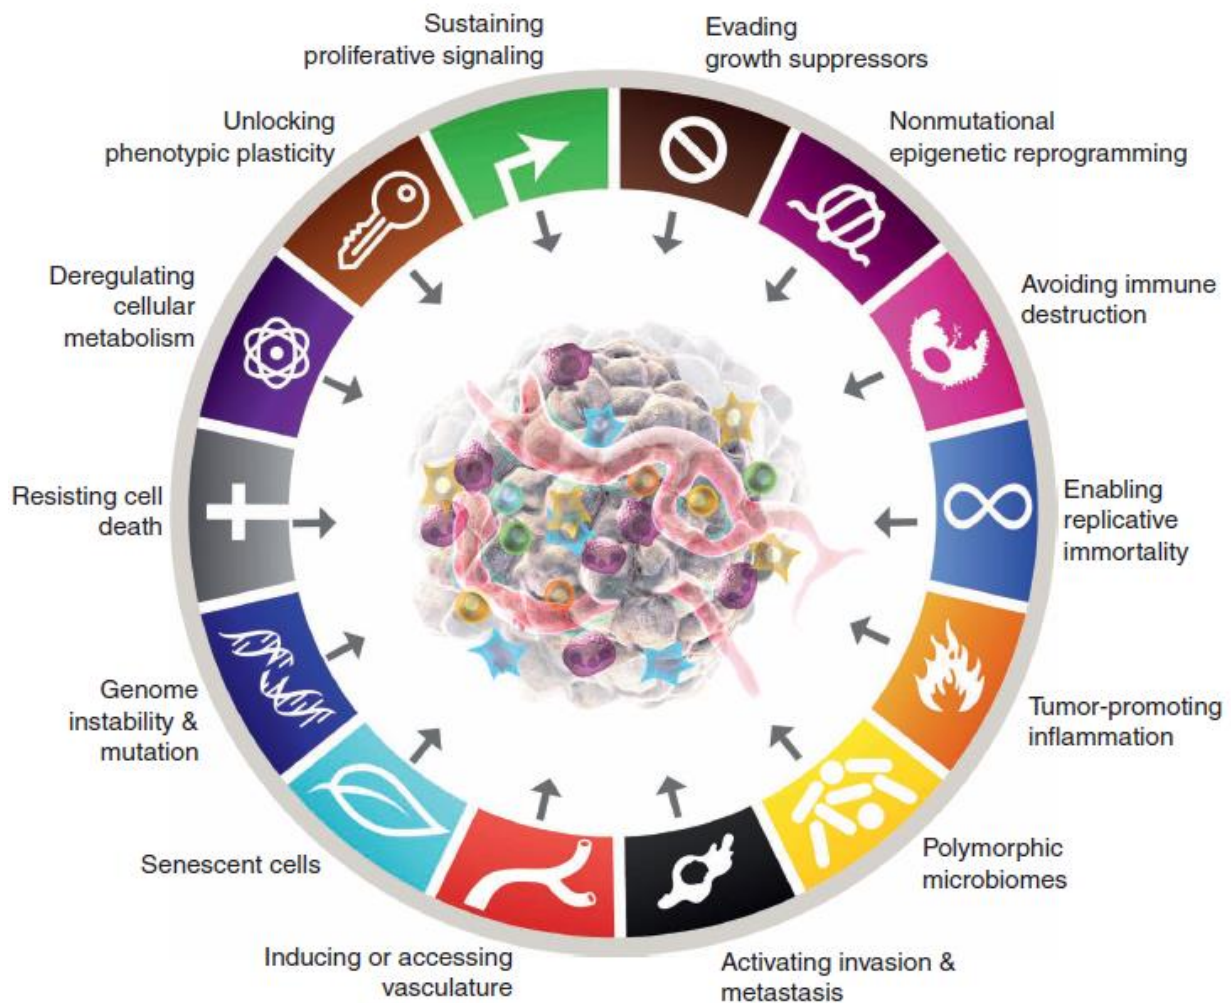 Sustaining
proliferative signaling
Evading
growth suppressors
Nonmutational
epigenetic reprogramming
Avoiding immune
destruction
Enabling
replicative
immortality
Tumor-promoting
inflammation
Polymorphic
microbiomes
Activating invasion &
metastasis
Inducing or accessing
vasculature
Senescent cells
Genome
instability &
mutation
Resisting cell
death
Deregulating
cellular
metabolism
Unlocking
phenotypic plasticity